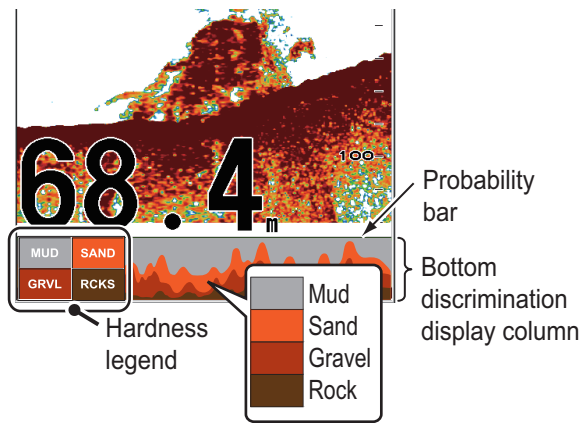 100
68.4m
Probability
bar
MUD SAND
GRVL RCKS
Bottom
discrimination
display column
Mud
Sand
Gravel
Rock
Hardness
legend